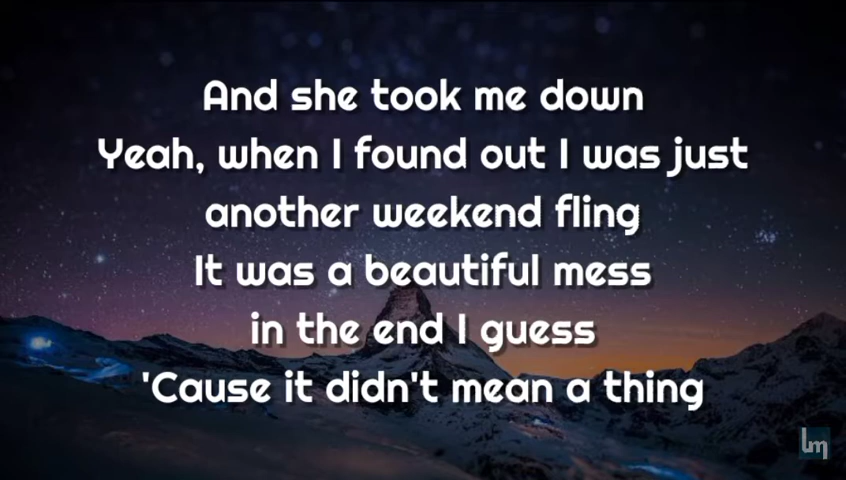 And she took me down
Yeah, when I found out I was just
another weekend fling
It was a beautiful mess
in the end I guess
'Cause it didn't mean a thing
lm